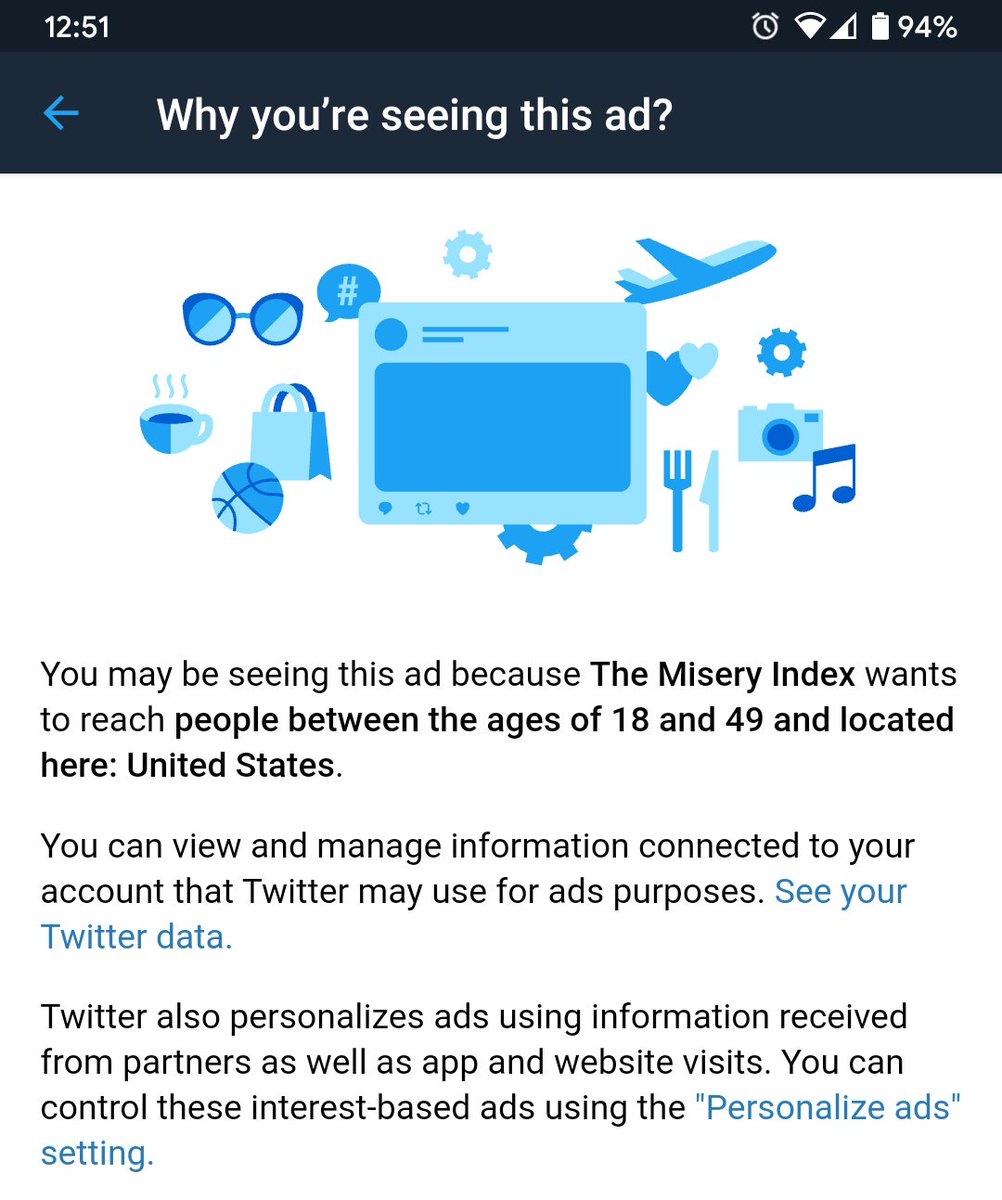 12:51 94%
Why you’re seeing this ad?
#
You may be seeing this ad because The Misery Index wants
to reach people between the ages of 18 and 49 and located
here: United States.
You can view and manage information connected to your
account that Twitter may use for ads purposes. See your
Twitter data.
Twitter also personalizes ads using information received
from partners as well as app and website visits. You can
control these interest-based ads using the "Personalize ads"
setting.